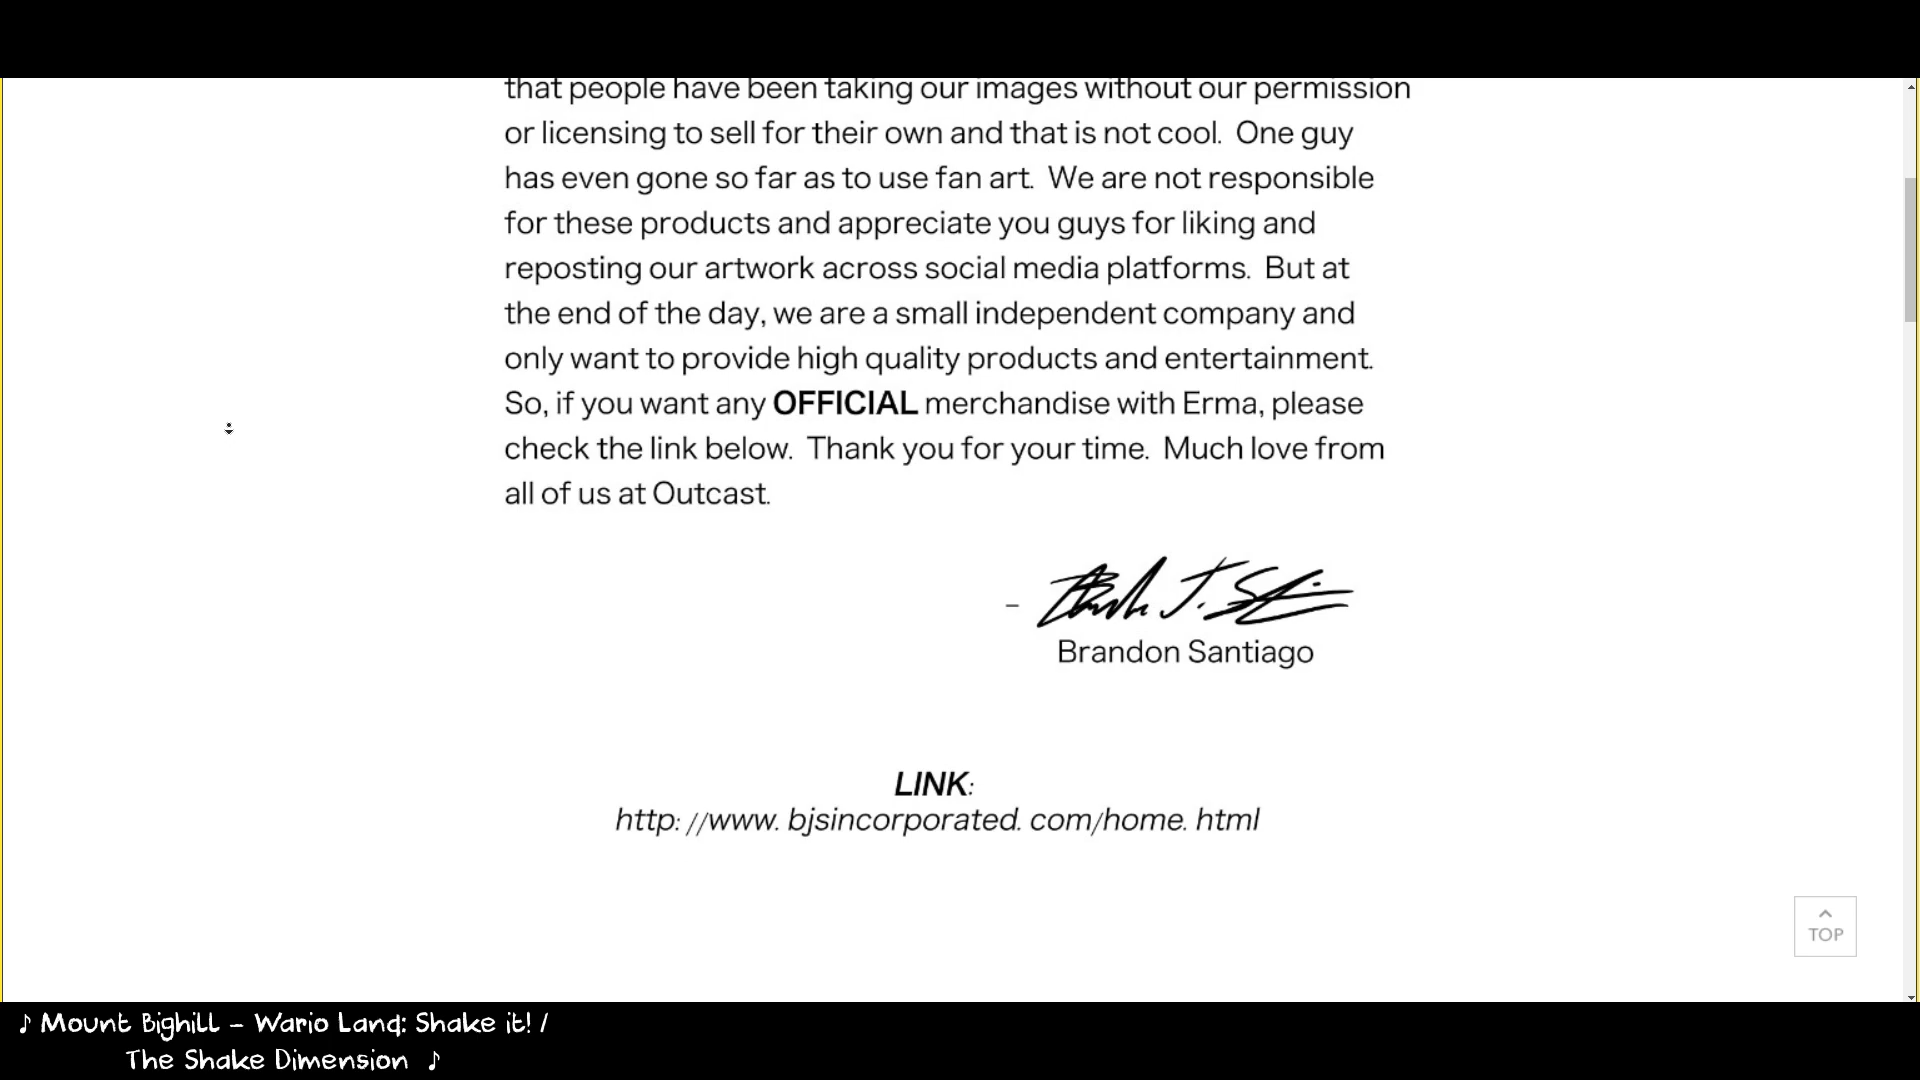 that people have been taking our images without our permission
or licensing to sell for their own and that is not cool.  One guy
has even gone so far as to use fan art.  We are not responsible
for these products and appreciate you guys for liking and
reposting our artwork across social media platforms.  But at
the end of the day, we are a small independent company and
only want to provide high quality products and entertainment.
So, if you want any OFFICIAL merchandise with Erma, please
check the link below.  Thank you for your time.  Much love from
all of us at Outcast.
–
Brandon Santiago
LINK:
http: //www. bjsincorporated. com/home. html
TOP
♪ Mount Bighill – Wario Land: Shake it! /
The Shake Dimension ♪